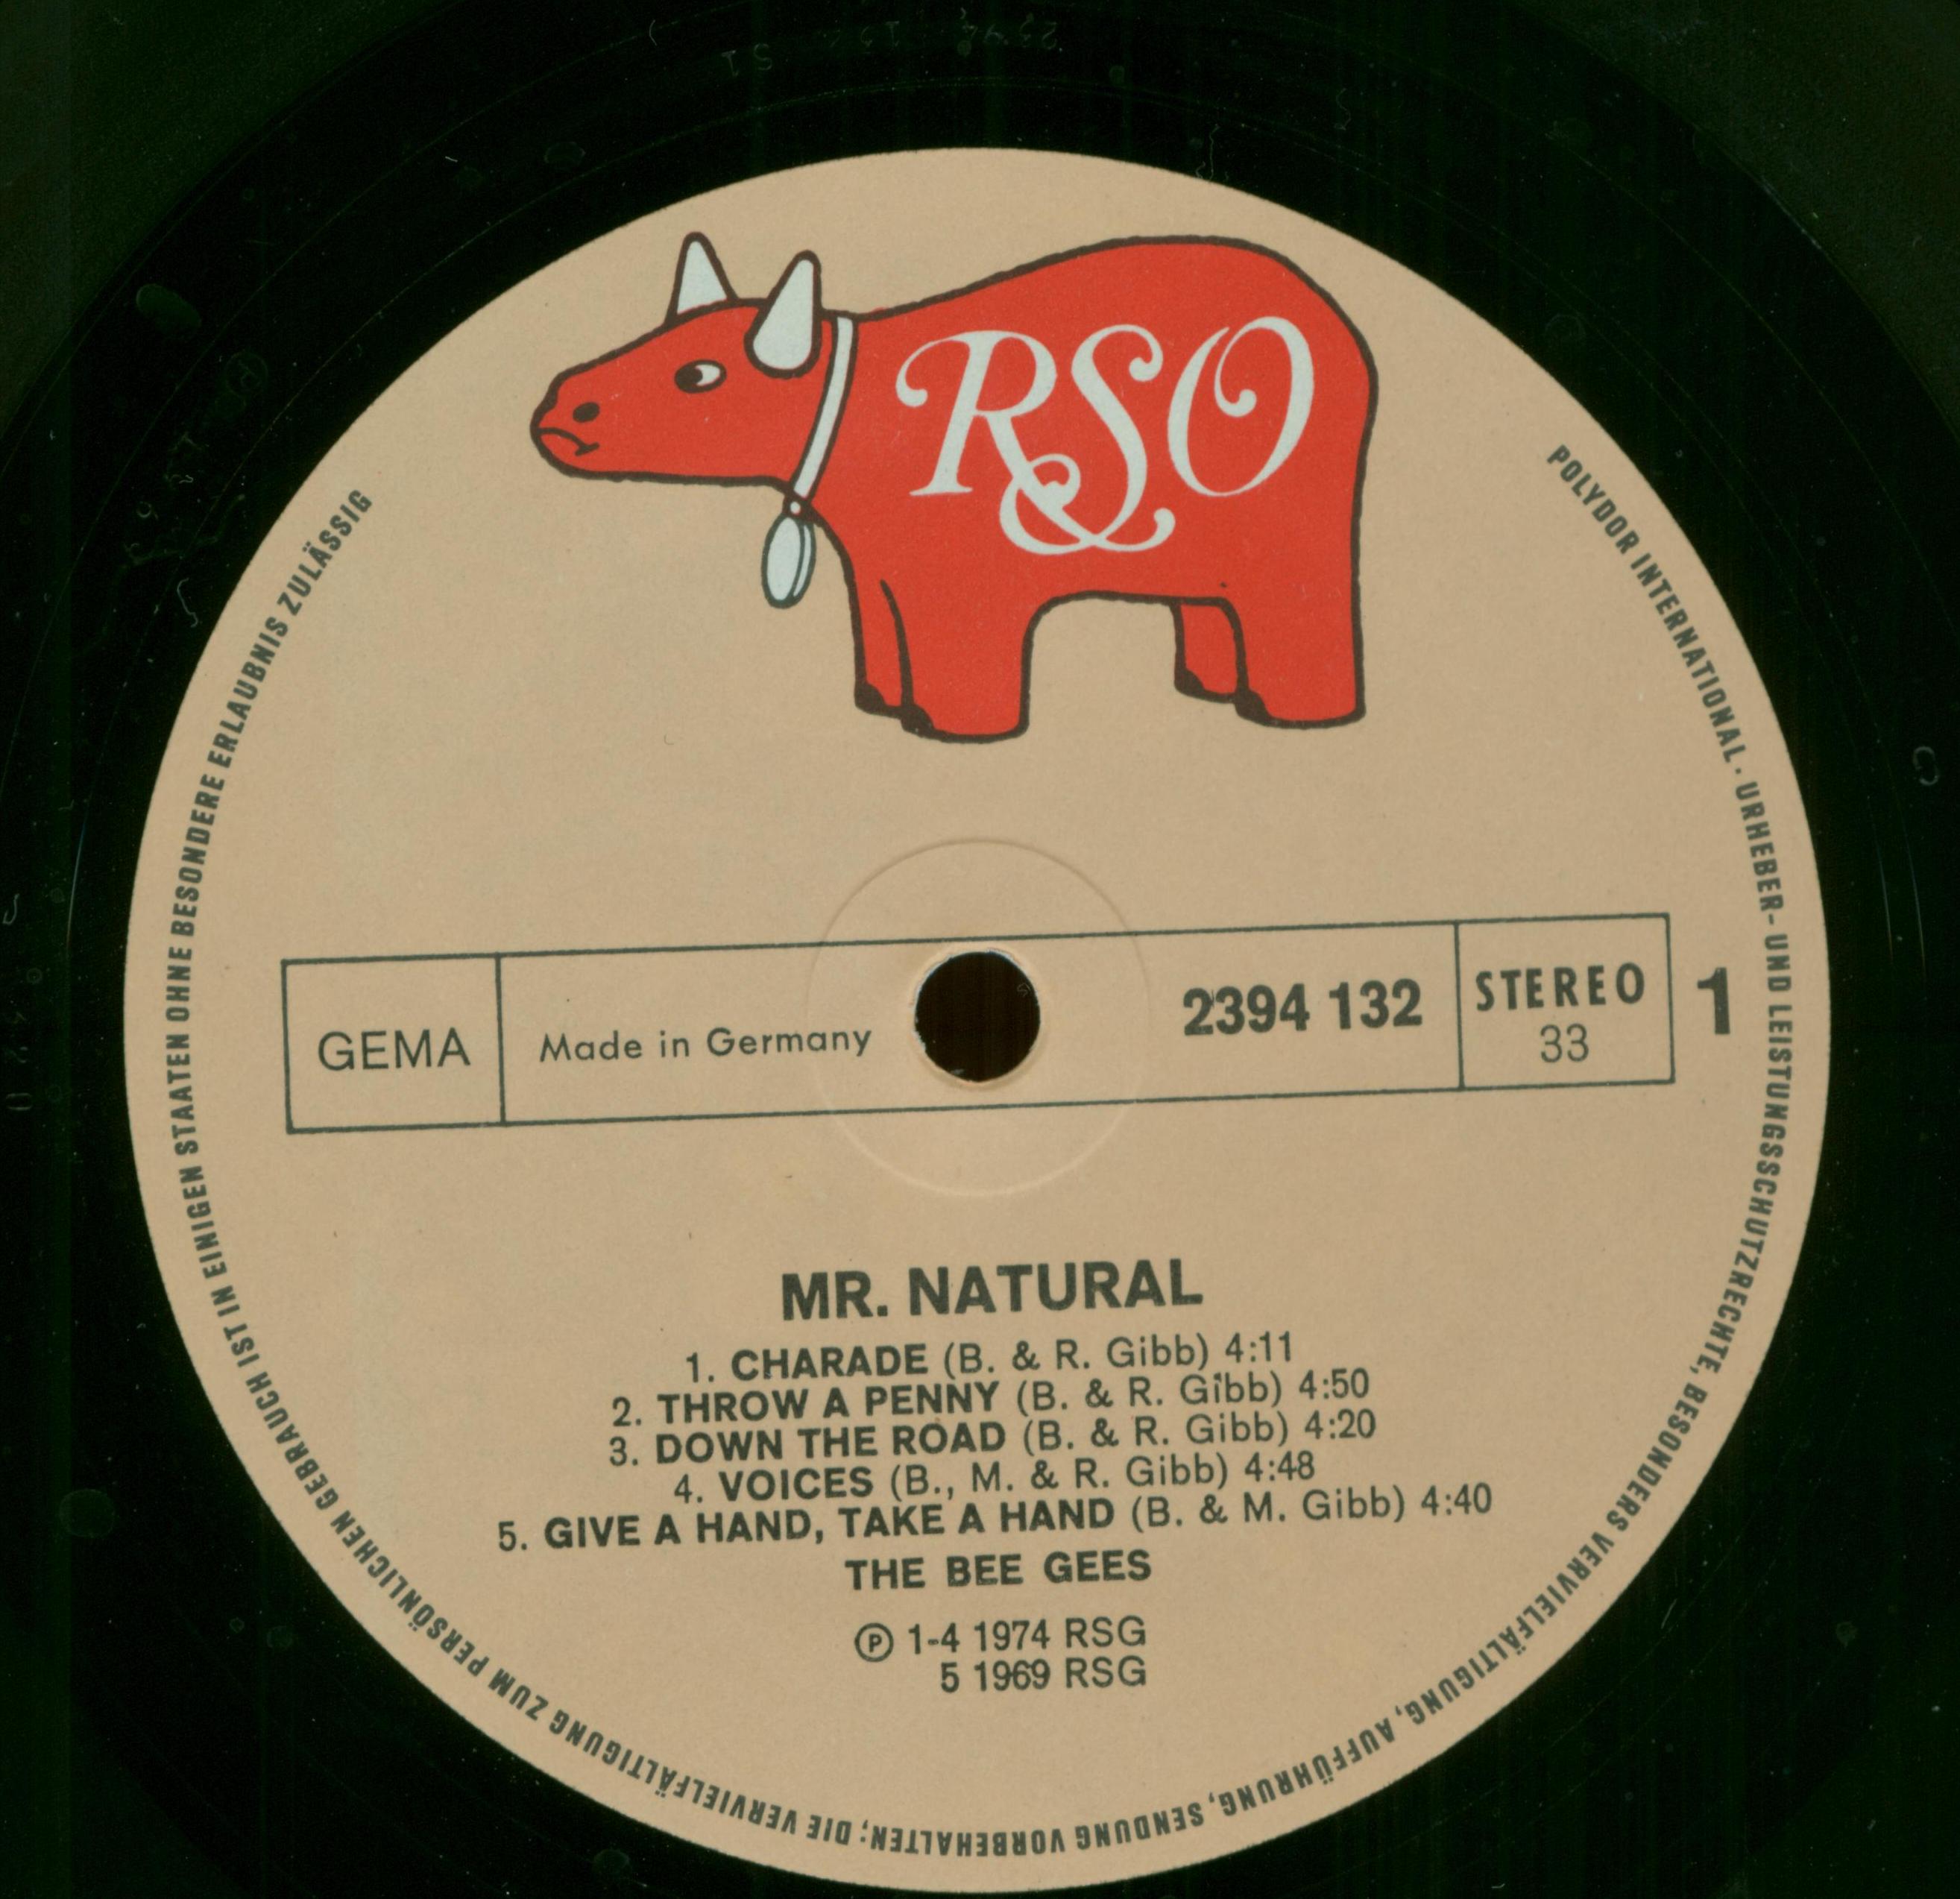 RSO
GEMA
Made in Germany
2394 132
STEREO
33
1
MR. NATURAL
1. CHARADE (B. & R. Gibb) 4:11
2. THROW A PENNY (B. & R. Gibb) 4:50
3. DOWN THE ROAD (B. & R. Gibb) 4:20
4. VOICES (B., M. & R. Gibb) 4:48
5. GIVE A HAND, TAKE A HAND (B. & M. Gibb) 4:40
THE BEE GEES
Ⓟ 1-4 1974 RSG
5 1969 RSG
POLYDOR INTERNATIONAL · URHEBER- UND LEISTUNGSSCHUTZRECHTE, BESONDERS VERVIELFÄLTIGUNG, AUFFÜHRUNG, SENDUNG VORBEHALTEN; DIE VERVIELFÄLTIGUNG ZUM PERSÖNLICHEN GEBRAUCH IST IN EINIGEN STAATEN OHNE BESONDERE ERLAUBNIS ZULÄSSIG